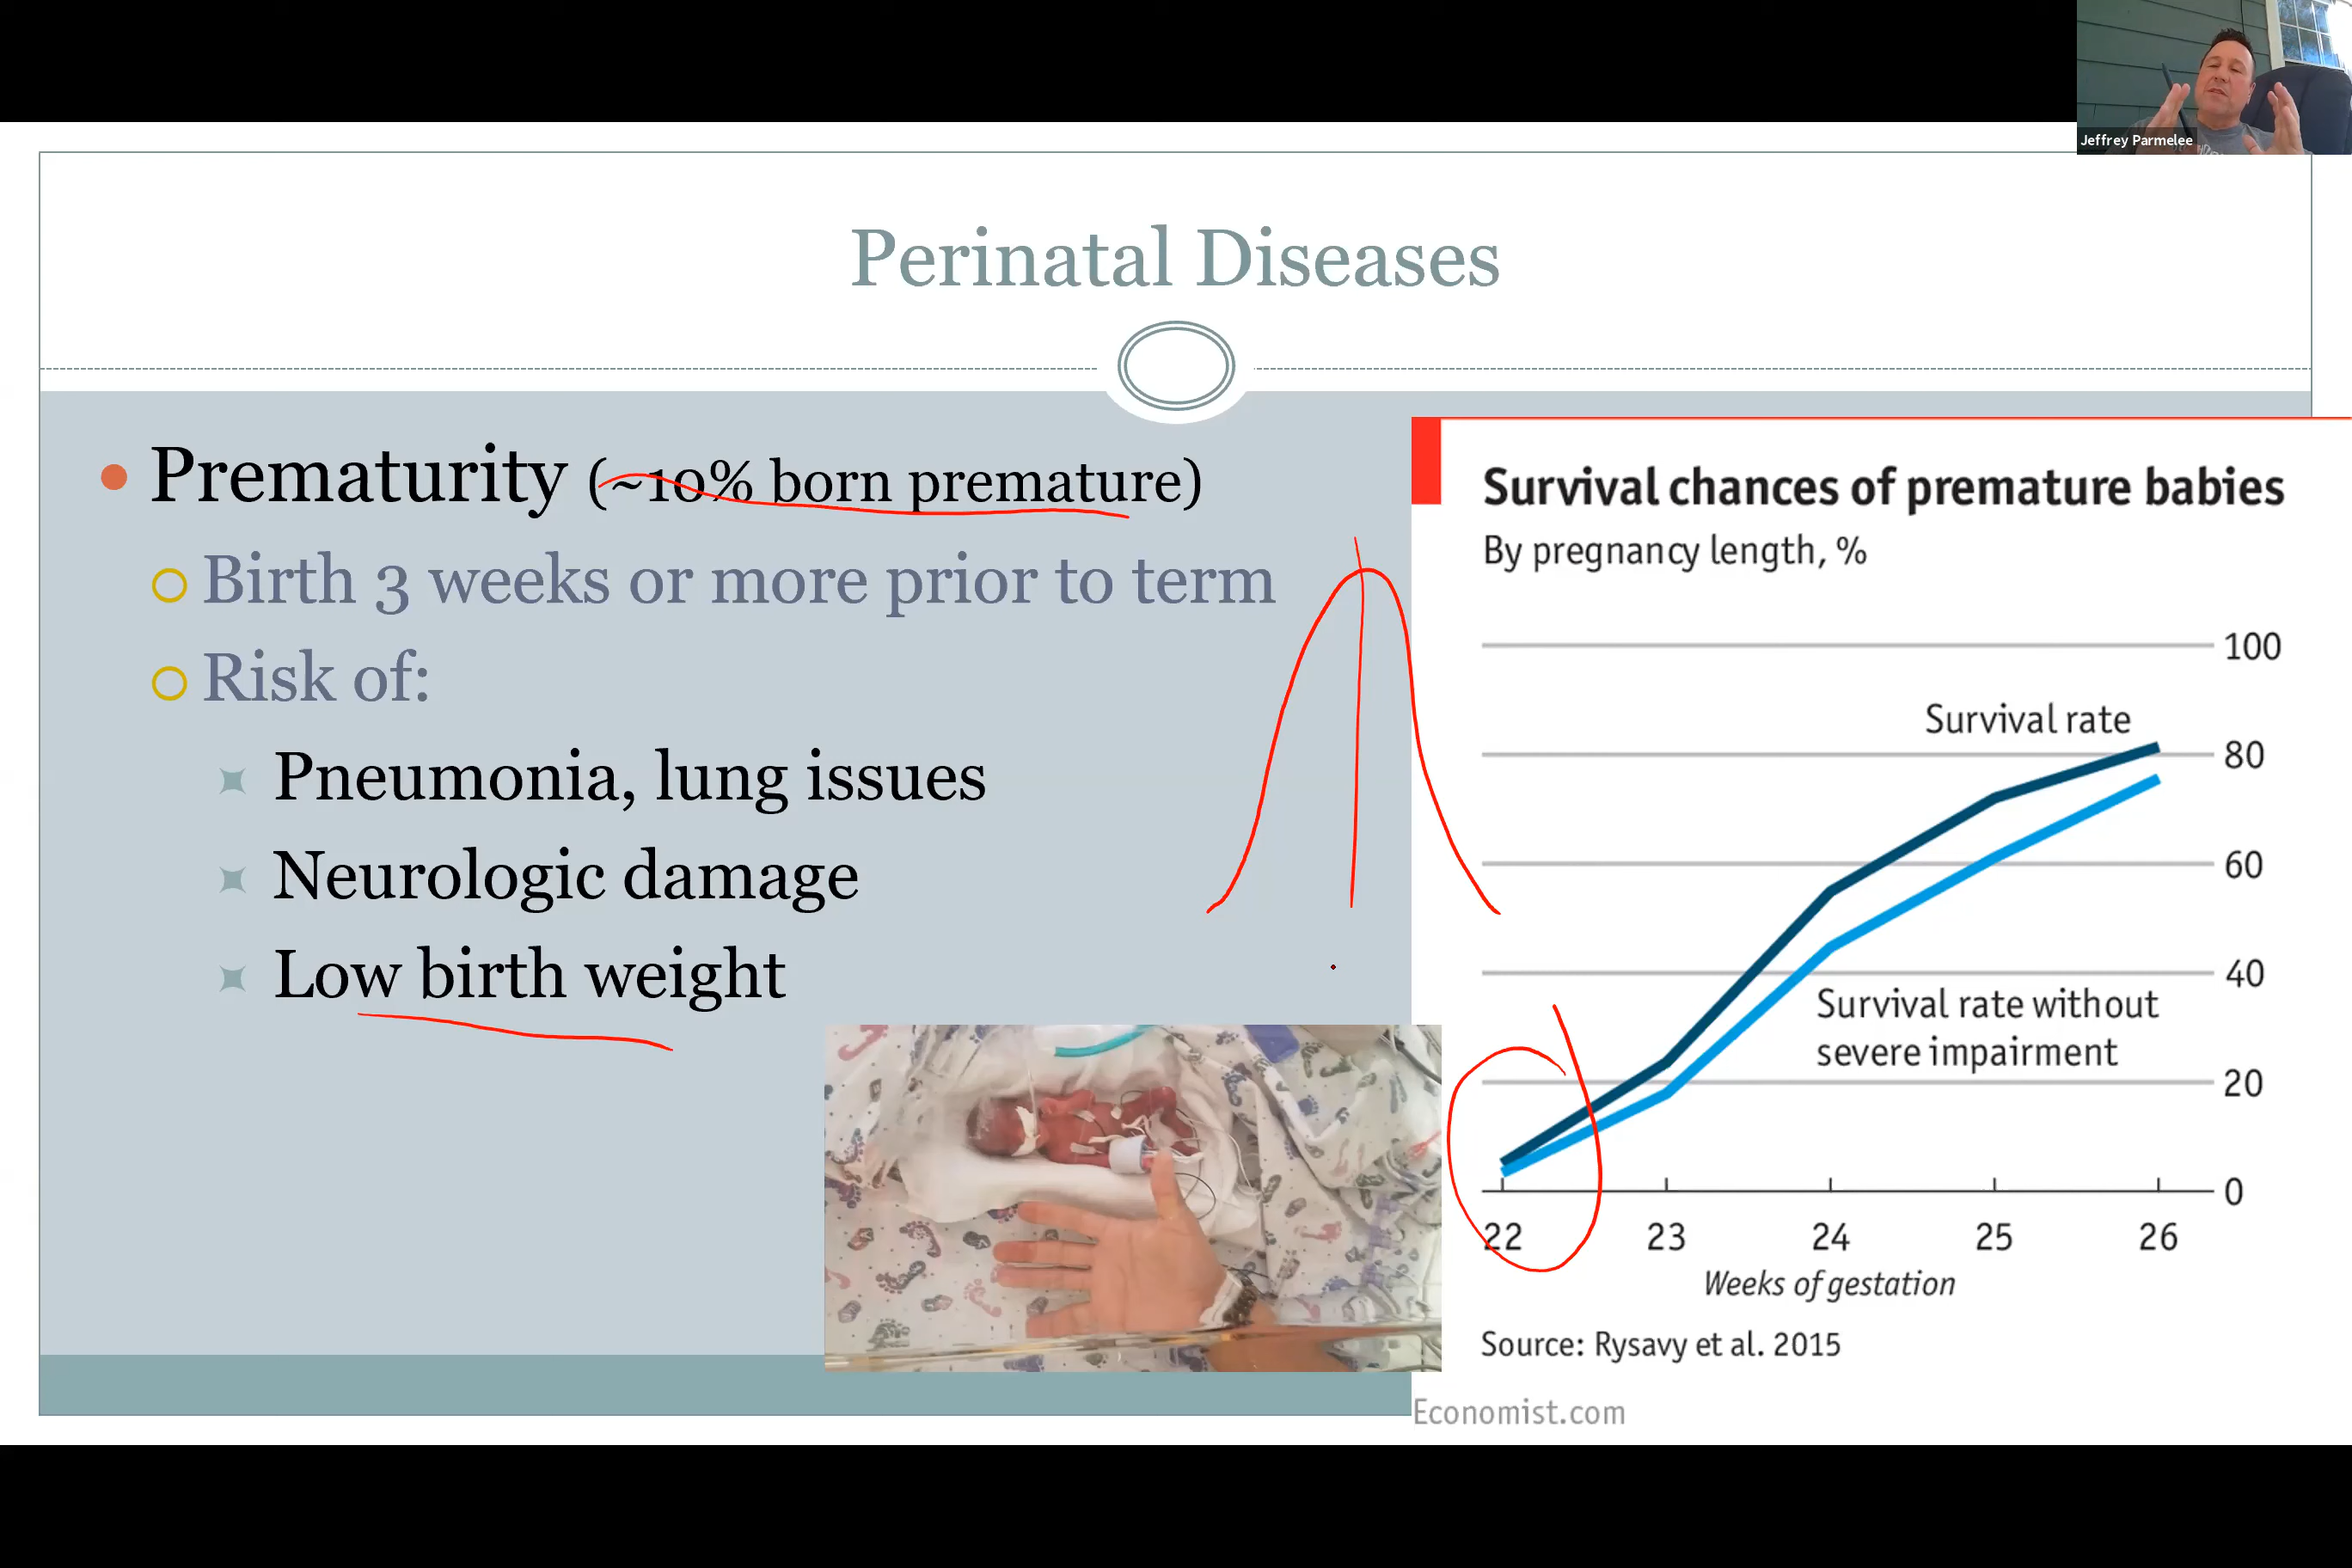 Jeffrey Parmelee
Perinatal Diseases
Prematurity (~10% born premature)
Birth 3 weeks or more prior to term
Risk of:
Pneumonia, lung issues
Neurologic damage
Low birth weight
Survival chances of premature babies
By pregnancy length, %
100
Survival rate
80
60
40
Survival rate without
severe impairment
20
0
22 23 24 25 26
Weeks of gestation
Source: Rysavy et al. 2015
Economist.com